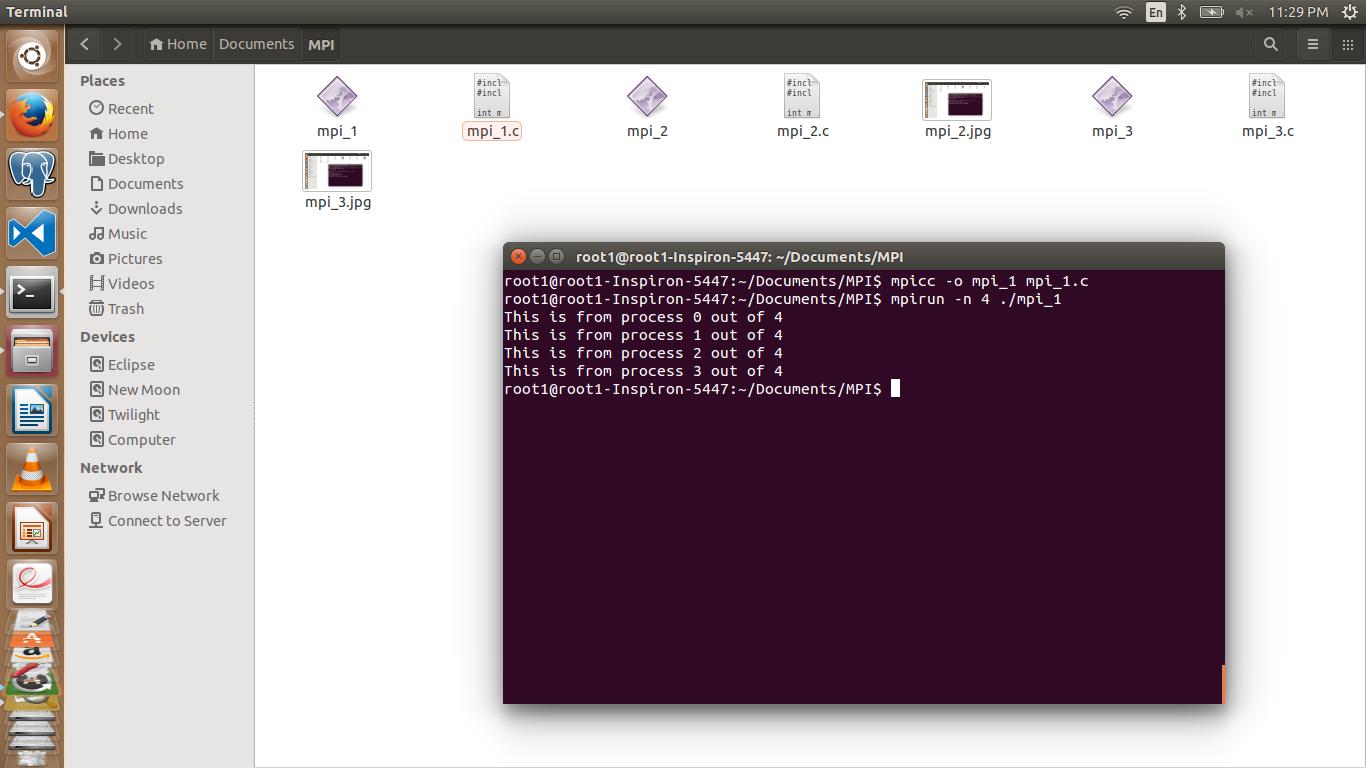 Terminal
En
11:29 PM
Home
Documents
MPI
Places
Recent
Home
Desktop
Documents
Downloads
Music
Pictures
Videos
Trash
Devices
Eclipse
New Moon
Twilight
Computer
Network
Browse Network
Connect to Server
mpi_1
#incl
#incl
int m
mpi_1.c
mpi_2
#incl
#incl
int m
mpi_2.c
mpi_2.jpg
mpi_3
#incl
#incl
int m
mpi_3.c
mpi_3.jpg
root1@root1-Inspiron-5447: ~/Documents/MPI
root1@root1-Inspiron-5447:~/Documents/MPI$ mpicc -o mpi_1 mpi_1.c
root1@root1-Inspiron-5447:~/Documents/MPI$ mpirun -n 4 ./mpi_1
This is from process 0 out of 4
This is from process 1 out of 4
This is from process 2 out of 4
This is from process 3 out of 4
root1@root1-Inspiron-5447:~/Documents/MPI$